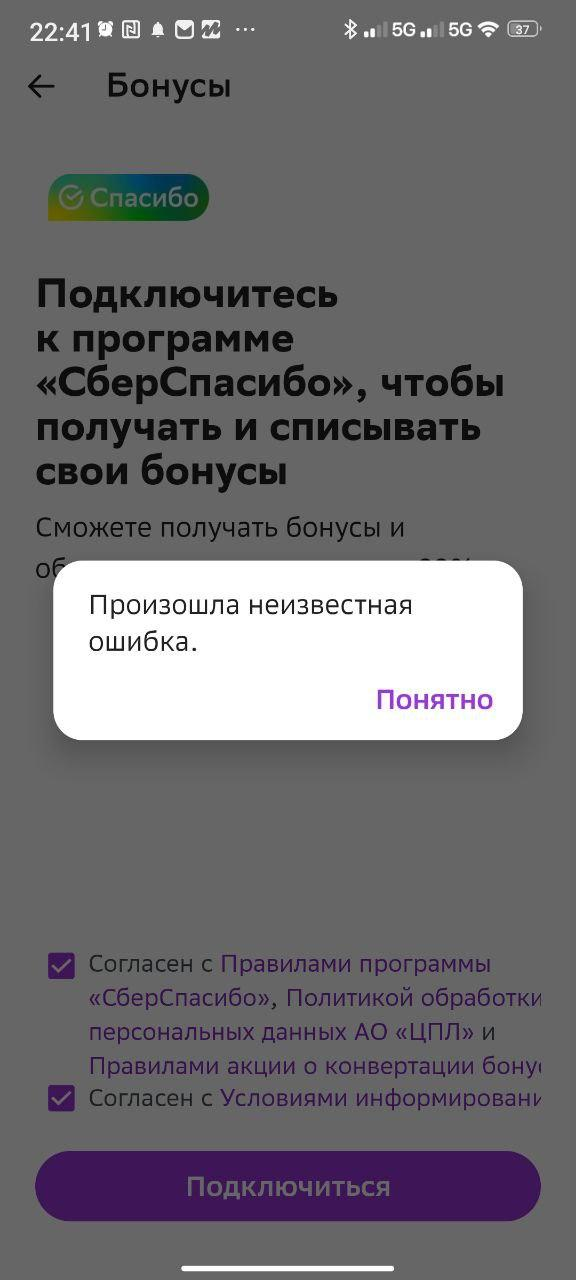 22:41 ... 5G 5G 37
Бонусы
Спасибо
Подключитесь
к программе
«СберСпасибо», чтобы
получать и списывать
свои бонусы
Сможете получать бонусы и
Произошла неизвестная
ошибка.
Понятно
Согласен с Правилами программы
«СберСпасибо», Политикой обработки
персональных данных АО «ЦПЛ» и
Правилами акции о конвертации бону
Согласен с Условиями информировани
Подключиться